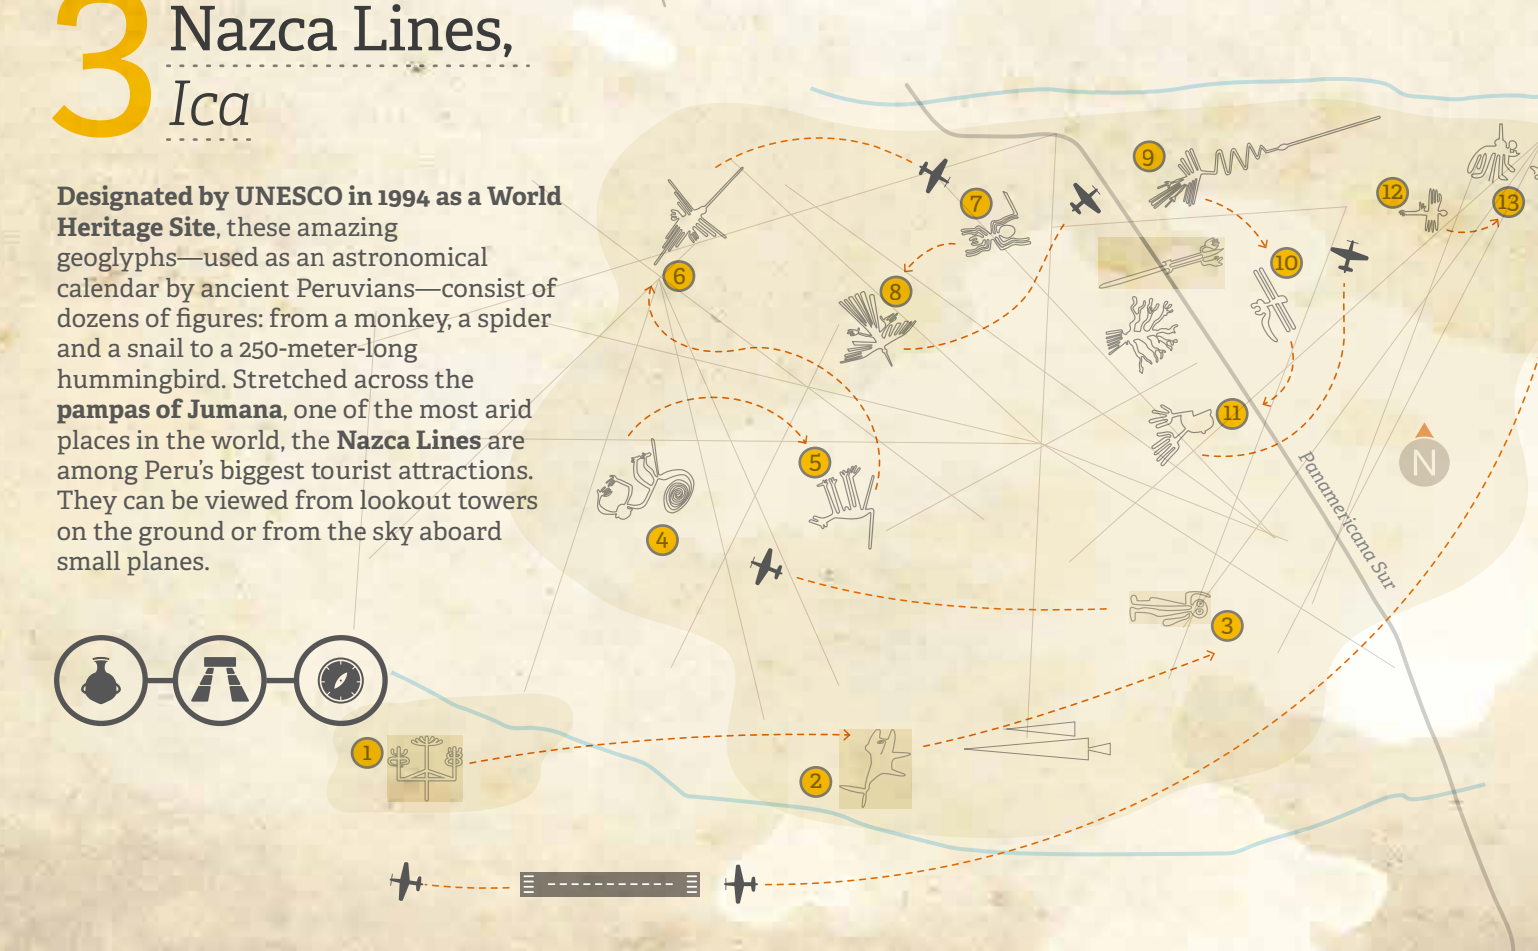 3
Nazca Lines,
Ica
Designated by UNESCO in 1994 as a World
Heritage Site, these amazing
geoglyphs—used as an astronomical
calendar by ancient Peruvians—consist of
dozens of figures: from a monkey, a spider
and a snail to a 250-meter-long
hummingbird. Stretched across the
pampas of Jumana, one of the most arid
places in the world, the Nazca Lines are
among Peru's biggest tourist attractions.
They can be viewed from lookout towers
on the ground or from the sky aboard
small planes.
9
12
7
13
6
10
8
11
5
N
Panamericana Sur
4
3
1
2